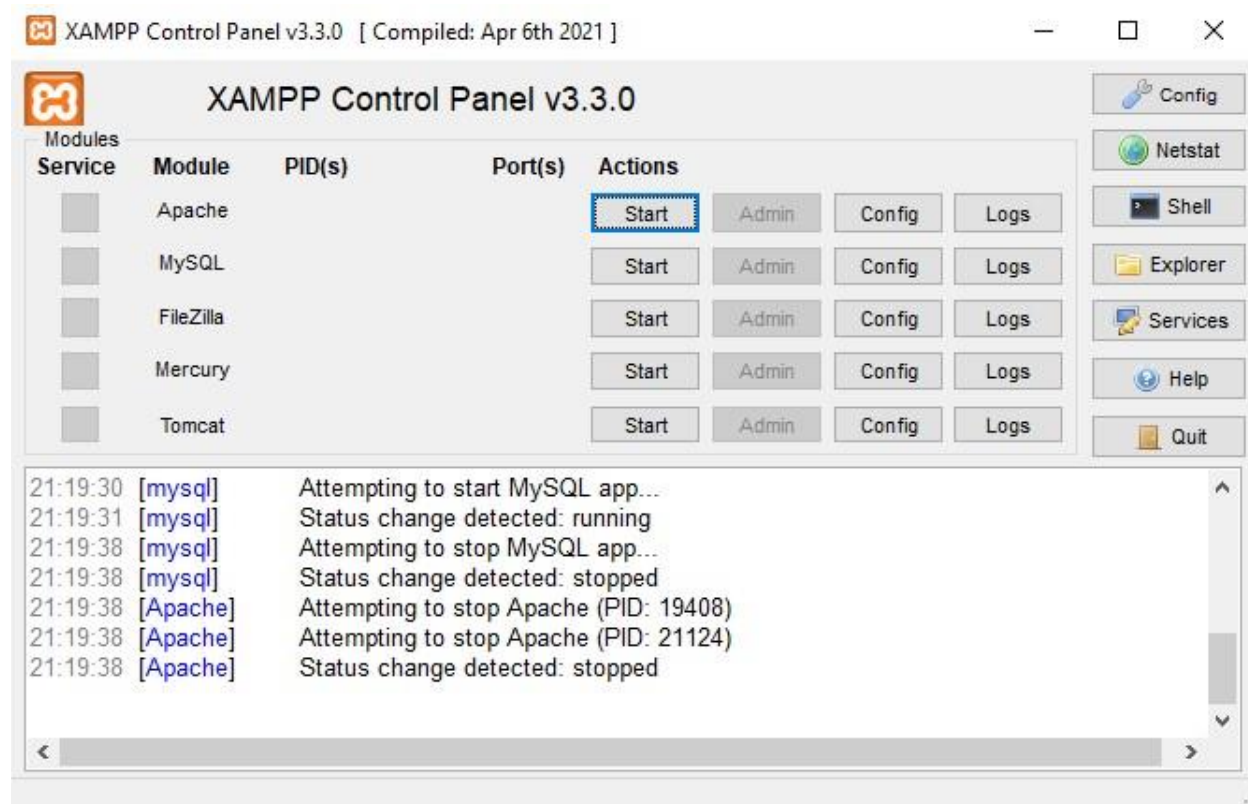 XAMPP Control Panel v3.3.0 [ Compiled: Apr 6th 2021 ]
XAMPP Control Panel v3.3.0
Config
Netstat
Shell
Explorer
Services
Help
Quit
Modules
Service Module PID(s) Port(s) Actions
Apache Start Admin Config Logs
MySQL Start Admin Config Logs
FileZilla Start Admin Config Logs
Mercury Start Admin Config Logs
Tomcat Start Admin Config Logs
21:19:30 [mysql] Attempting to start MySQL app...
21:19:31 [mysql] Status change detected: running
21:19:38 [mysql] Attempting to stop MySQL app...
21:19:38 [mysql] Status change detected: stopped
21:19:38 [Apache] Attempting to stop Apache (PID: 19408)
21:19:38 [Apache] Attempting to stop Apache (PID: 21124)
21:19:38 [Apache] Status change detected: stopped